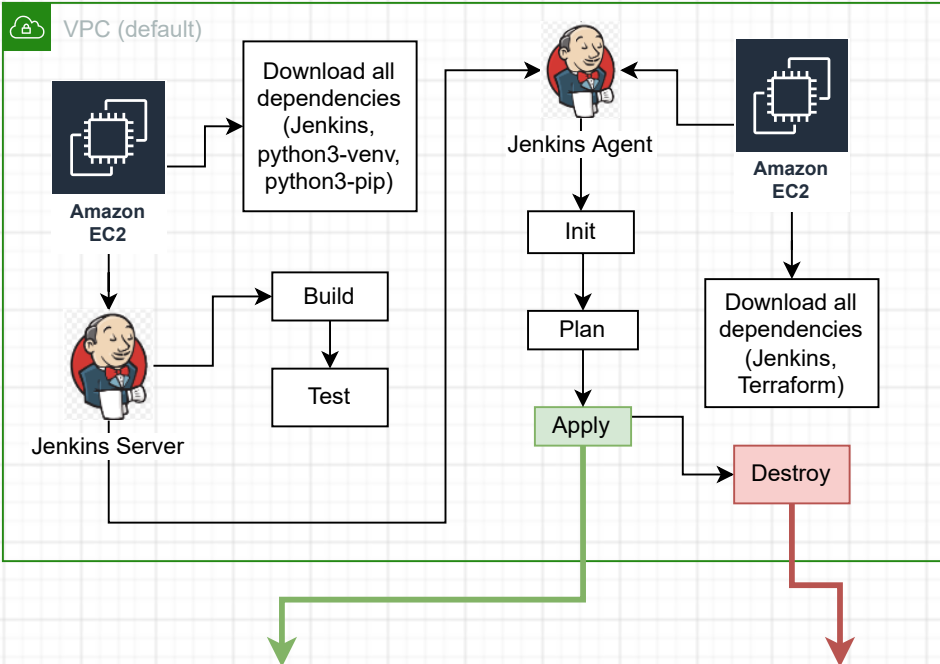 VPC (default)
Download all
dependencies
(Jenkins,
python3-venv,
python3-pip)
Amazon
EC2
Jenkins Agent
Amazon
EC2
Init
Build
Plan
Download all
dependencies
(Jenkins,
Terraform)
Test
Jenkins Server
Apply
Destroy